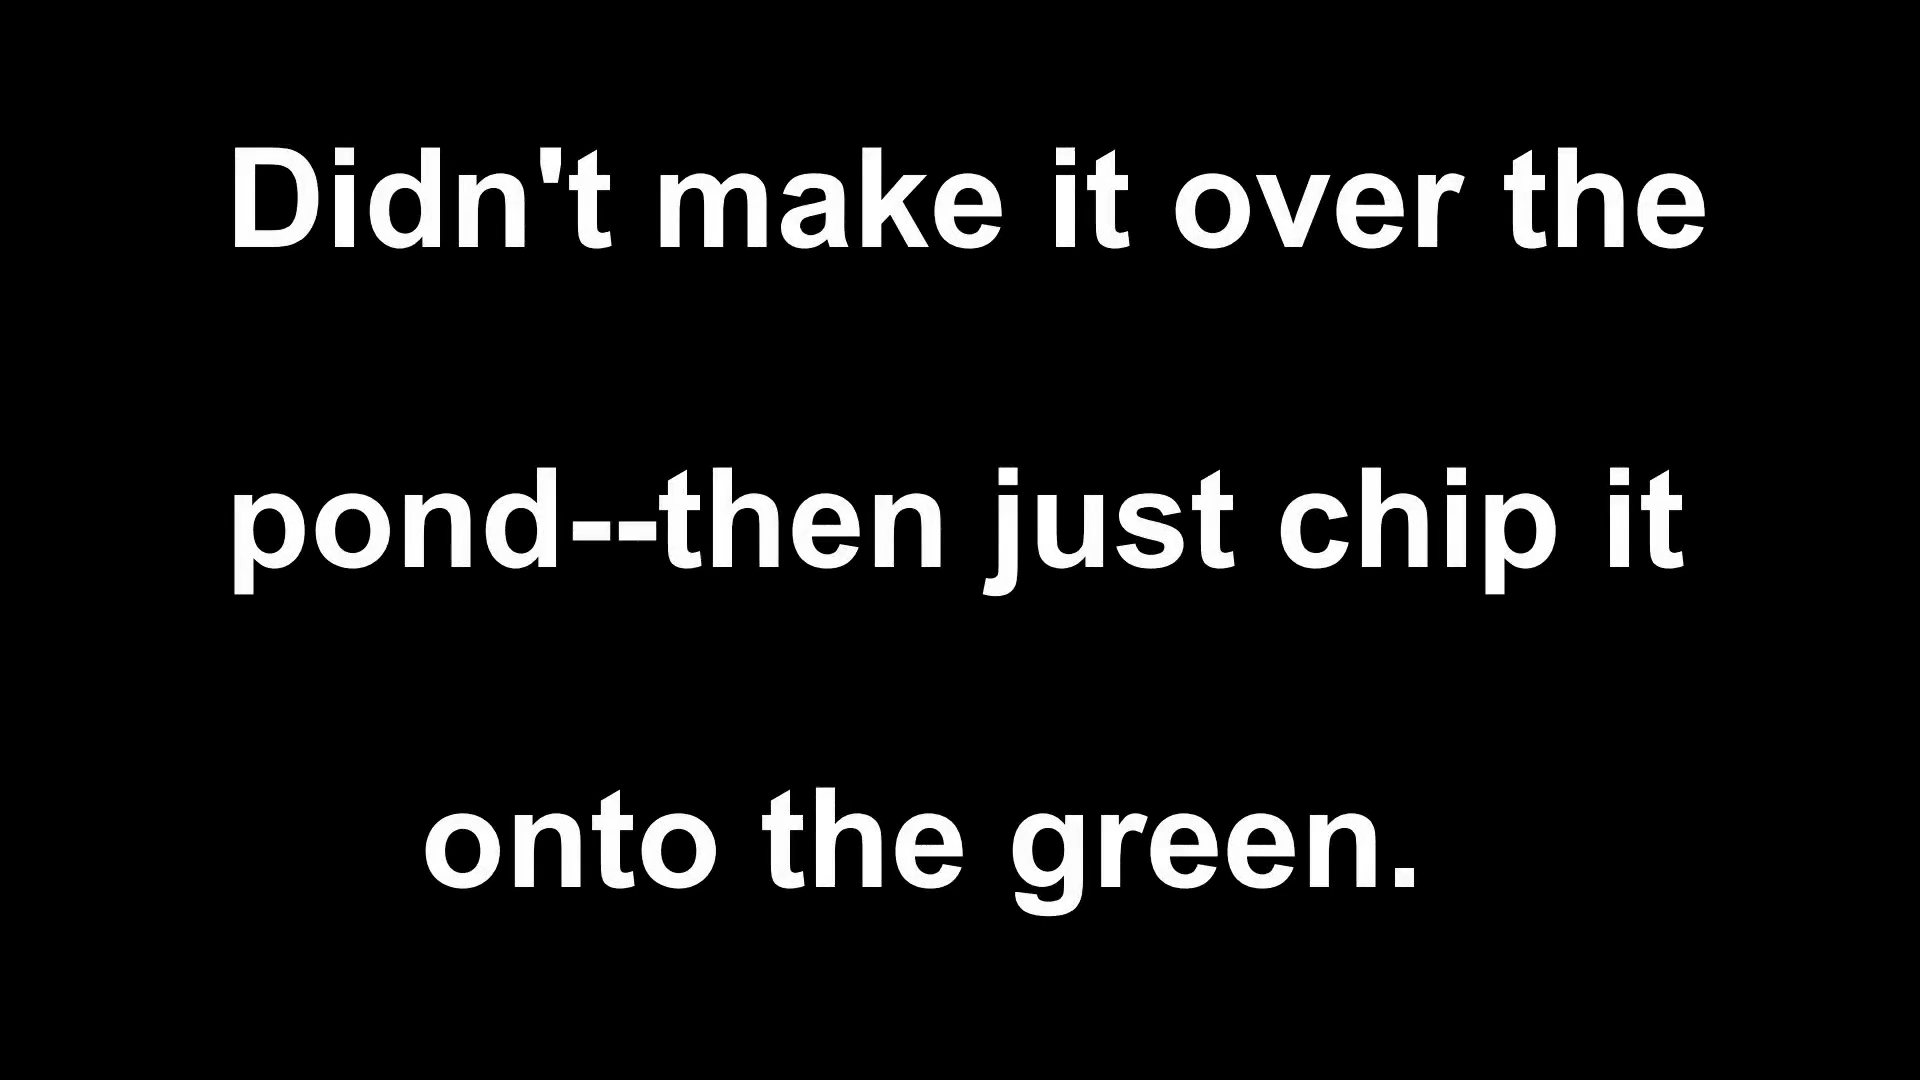 Didn't make it over the
pond--then just chip it
onto the green.